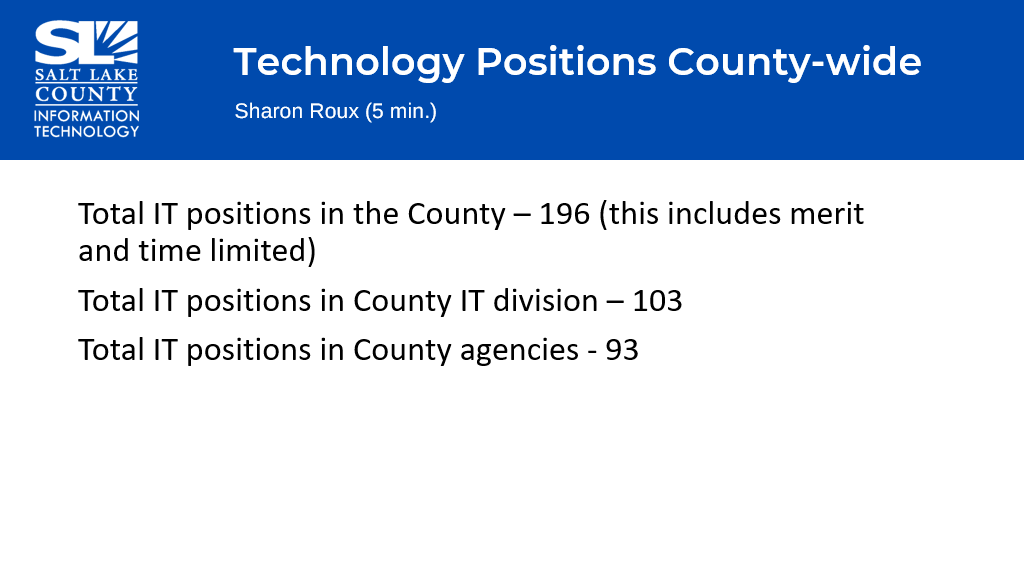 SL
SALT LAKE
COUNTY
INFORMATION
TECHNOLOGY
Technology Positions County-wide
Sharon Roux (5 min.)
Total IT positions in the County – 196 (this includes merit
and time limited)
Total IT positions in County IT division – 103
Total IT positions in County agencies - 93